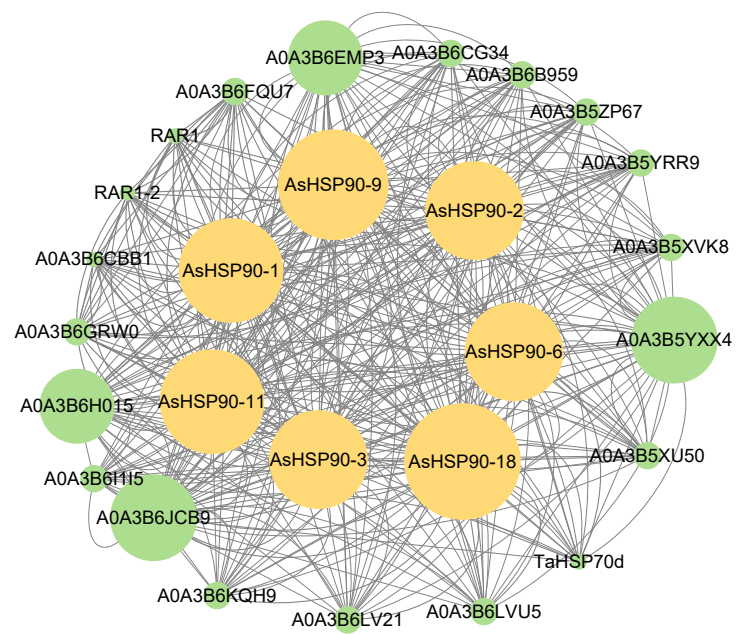 A0A3B6EMP3
A0A3B6CG34
A0A3B6B959
A0A3B6FQU7
A0A3B5ZP67
RAR1
A0A3B5YRR9
AsHSP90-9
RAR1-2
AsHSP90-2
A0A3B5XVK8
A0A3B6CBB1
AsHSP90-1
A0A3B6GRW0
A0A3B5YXX4
AsHSP90-6
AsHSP90-11
A0A3B6H015
A0A3B5XU50
AsHSP90-3
AsHSP90-18
A0A3B6I1I5
A0A3B6JCB9
TaHSP70d
A0A3B6KQH9
A0A3B6LVU5
A0A3B6LV21